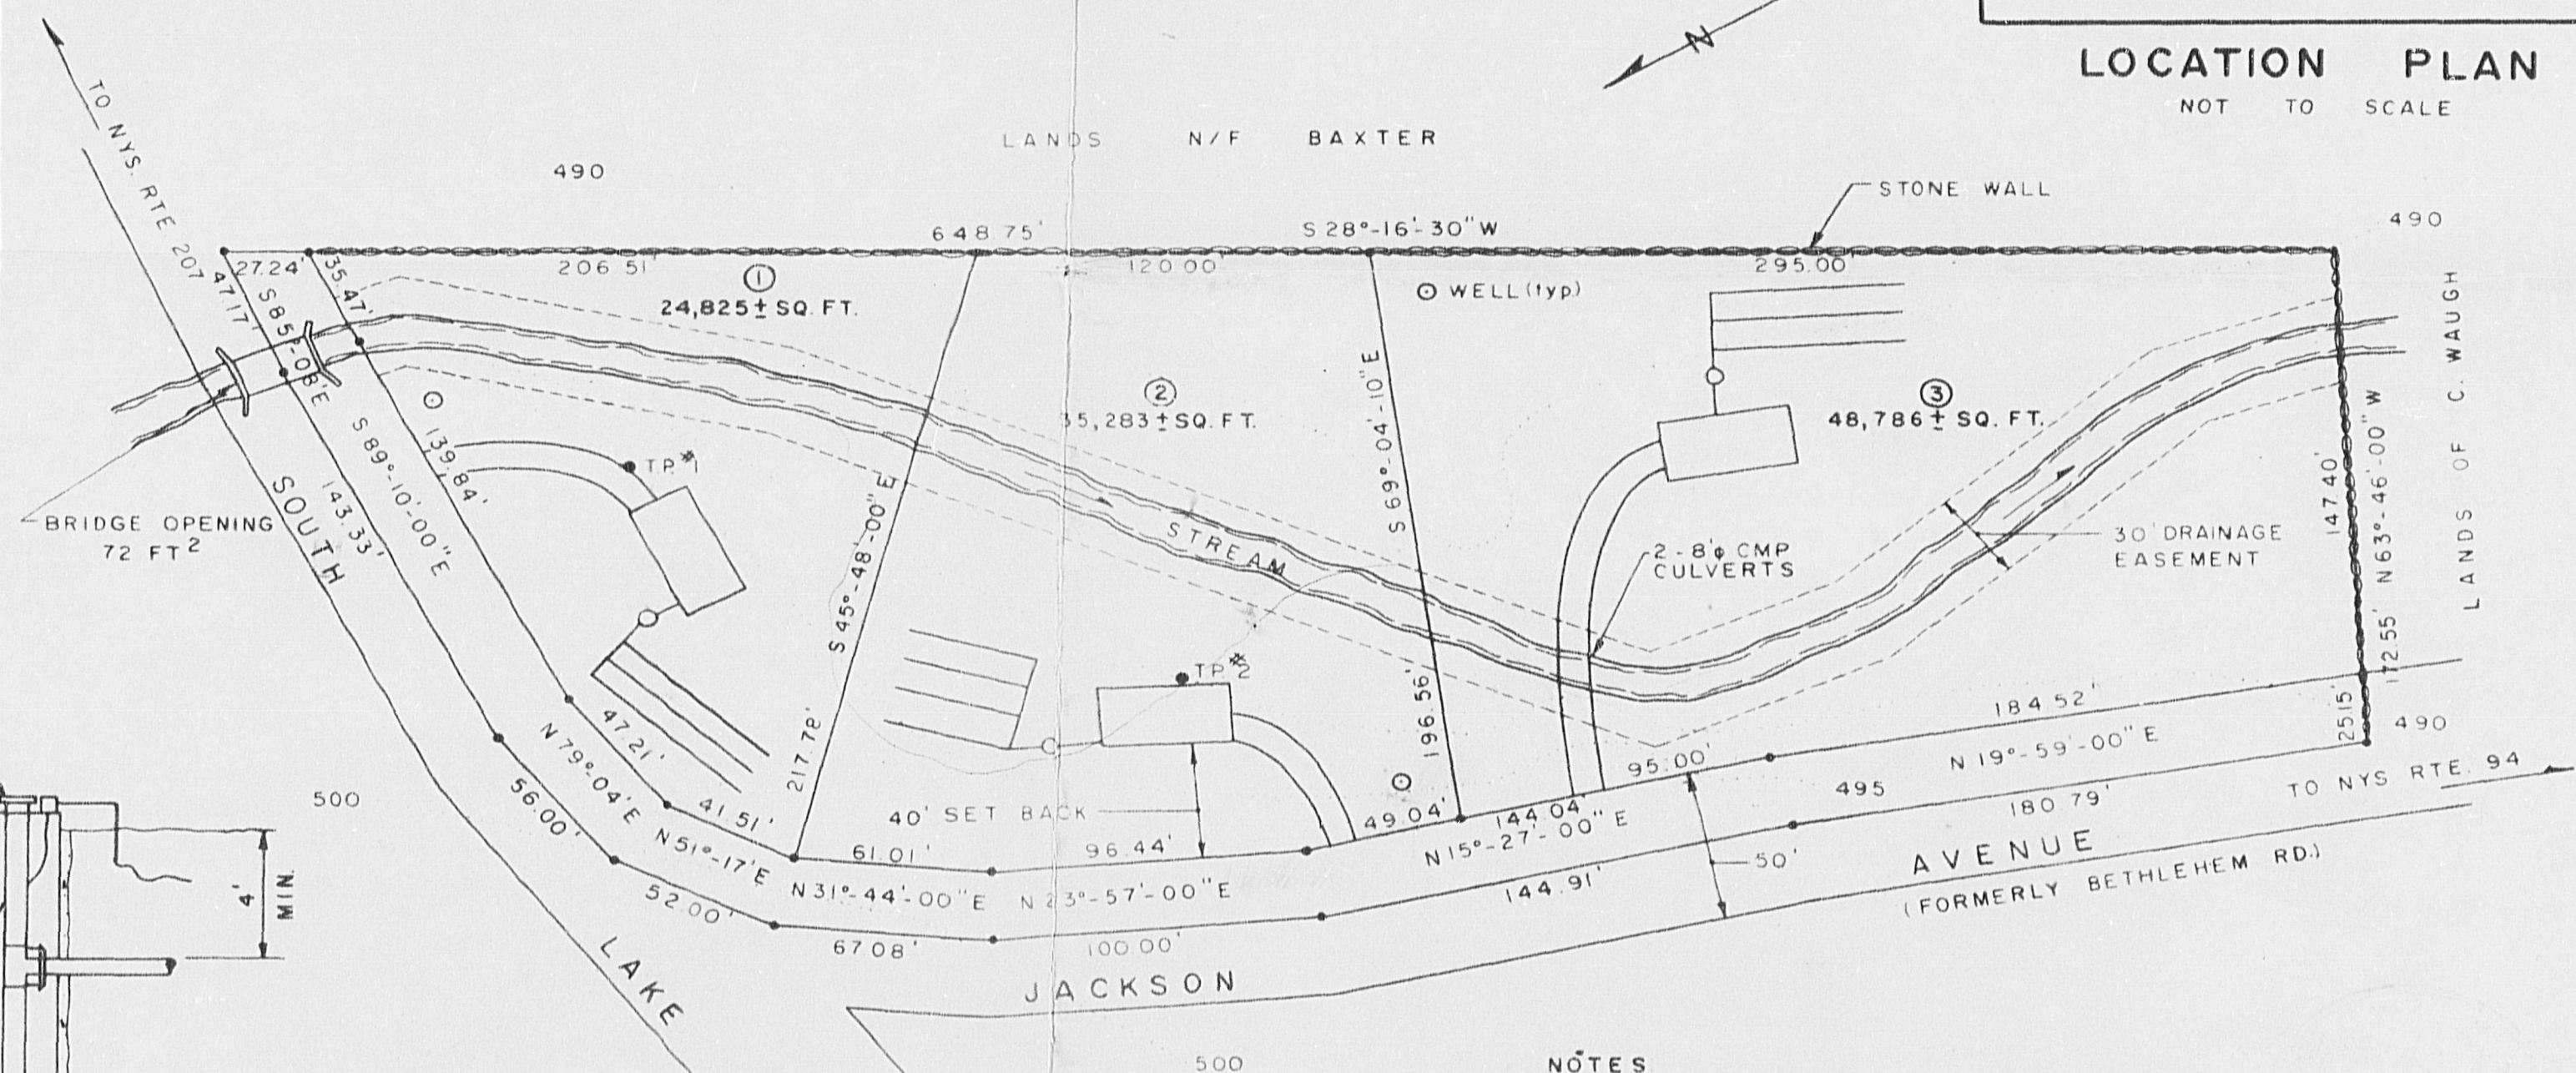 LOCATION PLAN
NOT TO SCALE
N
TO NYS. RTE 207
LANDS N/F BAXTER
490
STONE WALL
490
648.75'
S 28°-16'-30" W
27.24'
206.51'
120.00'
295.00'
35.47'
47.17'
S85°-08'E
1
24,825± SQ. FT.
WELL (typ.)
2
35,283± SQ. FT.
3
48,786± SQ. FT.
S 69°-04'-10" E
196.56'
S 45°-48'-00" E
217.78'
LANDS OF C. WAUGH
N 63°-46'-00" W
147.40'
172.55'
25.15'
139.84'
S 89°-10'-00" E
143.33'
T.P. #1
BRIDGE OPENING
72 FT²
SOUTH
STREAM
2 - 8'φ CMP
CULVERTS
30' DRAINAGE
EASEMENT
T.P. #2
47.21'
N 79°-04' E
56.00'
41.51'
N 51°-17' E
52.00'
61.01'
N 31°-44'-00" E
67.08'
40' SET BACK
96.44'
N 23°-57'-00" E
100.00'
49.04'
144.04'
N 15°-27'-00" E
144.91'
95.00'
184.52'
N 19°-59'-00" E
180.79'
495
490
TO NYS RTE. 94
50'
AVENUE
(FORMERLY BETHLEHEM RD.)
500
4'
MIN.
LAKE
JACKSON
500
NOTES